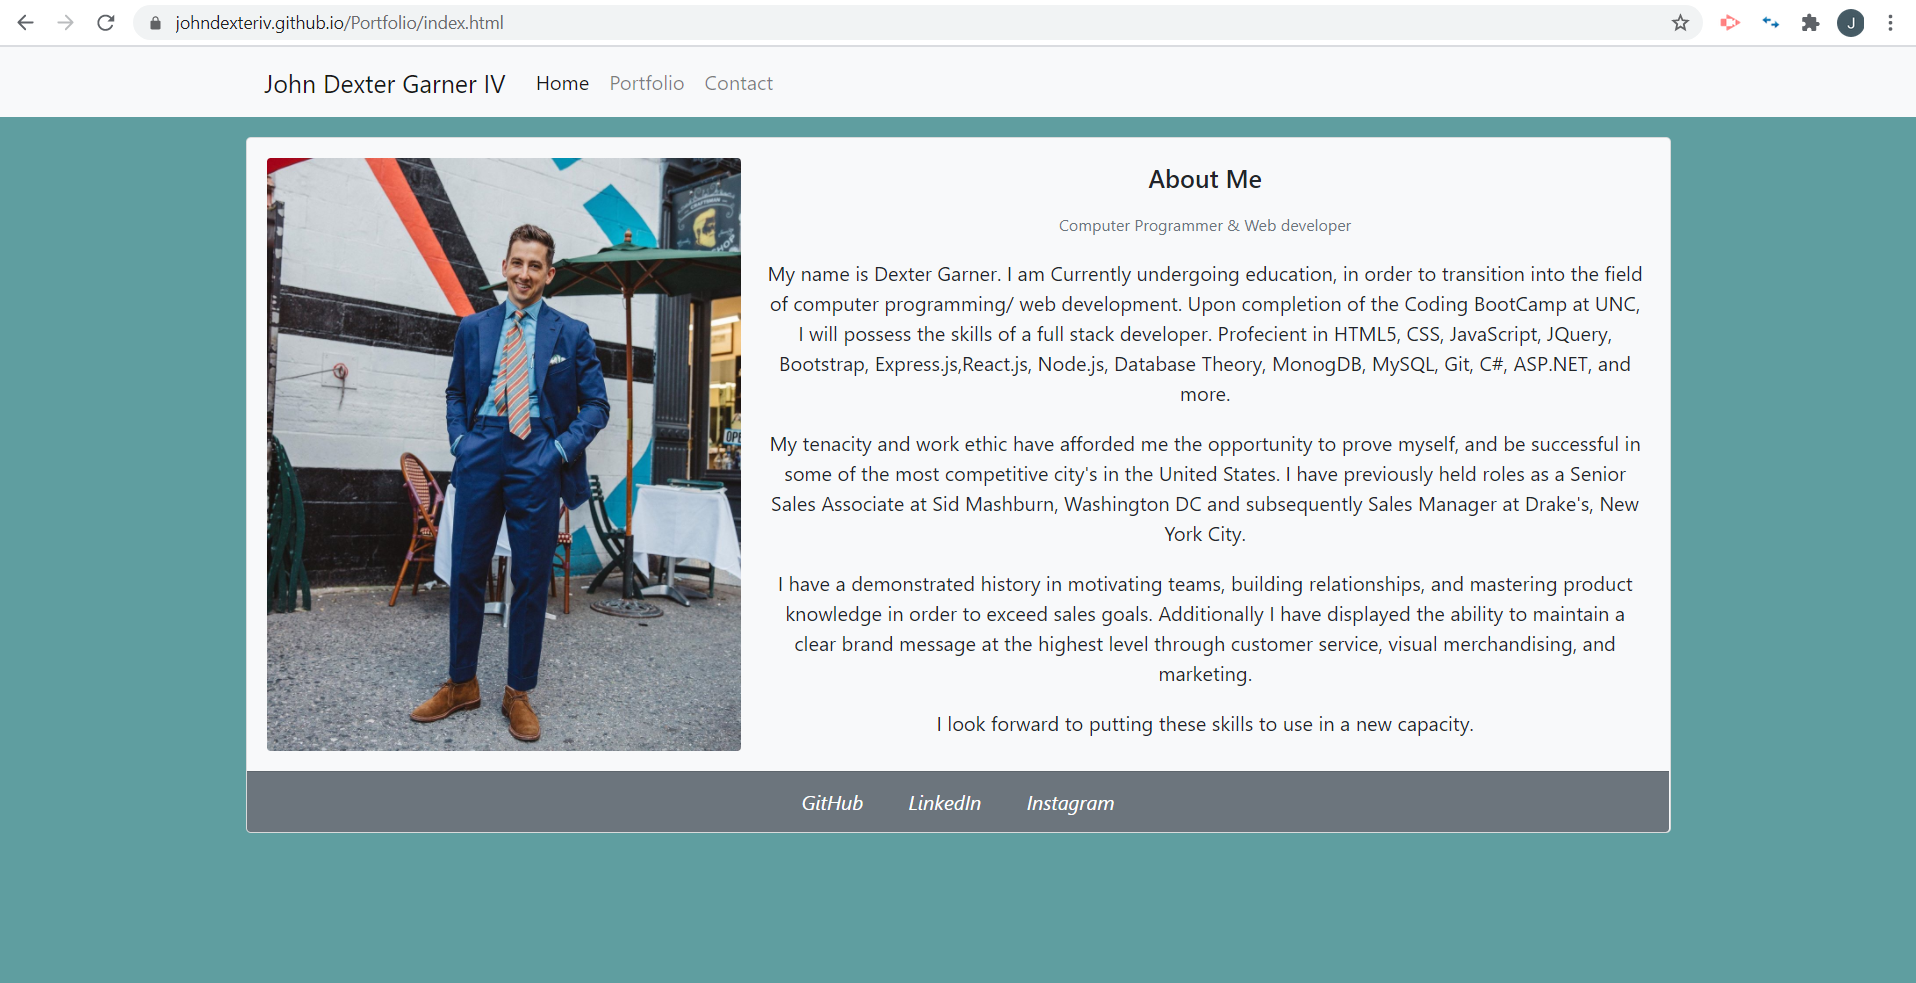 johndexteriv.github.io/Portfolio/index.html
J
John Dexter Garner IV
Home
Portfolio
Contact
CRAFTSMAN
SHOP
OPE
About Me
Computer Programmer & Web developer
My name is Dexter Garner. I am Currently undergoing education, in order to transition into the field
of computer programming/ web development. Upon completion of the Coding BootCamp at UNC,
I will possess the skills of a full stack developer. Profecient in HTML5, CSS, JavaScript, JQuery,
Bootstrap, Express.js,React.js, Node.js, Database Theory, MonogDB, MySQL, Git, C#, ASP.NET, and
more.
My tenacity and work ethic have afforded me the opportunity to prove myself, and be successful in
some of the most competitive city's in the United States. I have previously held roles as a Senior
Sales Associate at Sid Mashburn, Washington DC and subsequently Sales Manager at Drake's, New
York City.
I have a demonstrated history in motivating teams, building relationships, and mastering product
knowledge in order to exceed sales goals. Additionally I have displayed the ability to maintain a
clear brand message at the highest level through customer service, visual merchandising, and
marketing.
I look forward to putting these skills to use in a new capacity.
GitHub
LinkedIn
Instagram